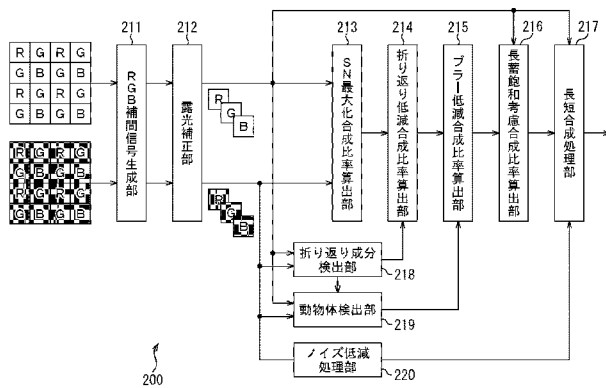 211 212 213 214 215 216 217
R G R G
G B G B
R G R G
G B G B
RGB補間信号生成部
露光補正部
R
G
B
SN最大化合成比率算出部
折り返り低減合成比率算出部
ブラー低減合成比率算出部
長蓄飽和考慮合成比率算出部
長短合成処理部
R G R G
G B G B
R G R G
G B G B
R
G
B
折り返り成分検出部
218
動物体検出部
219
ノイズ低減処理部
220
200